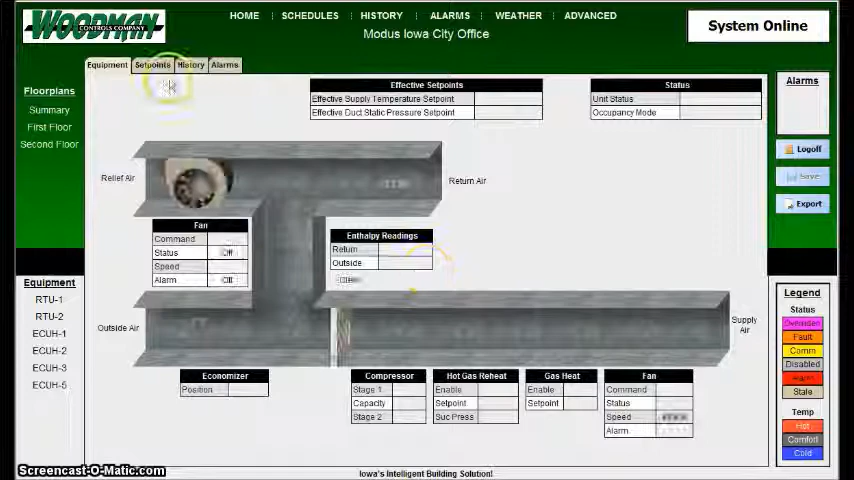 WOODMAN
CONTROLS COMPANY
HOME
SCHEDULES
HISTORY
ALARMS
WEATHER
ADVANCED
Modus Iowa City Office
System Online
Equipment
Setpoints
History
Alarms
Floorplans
Summary
First Floor
Second Floor
Effective Setpoints
Effective Supply Temperature Setpoint
Effective Duct Static Pressure Setpoint
Status
Unit Status
Occupancy Mode
Alarms
Logoff
Save
Export
Relief Air
Return Air
Fan
Command
Status Off
Speed
Alarm Off
Enthalpy Readings
Return
Outside
Outside Air
Supply
Air
Equipment
RTU-1
RTU-2
ECUH-1
ECUH-2
ECUH-3
ECUH-5
Economizer
Position
Compressor
Stage 1
Capacity
Stage 2
Hot Gas Reheat
Enable
Setpoint
Suc Press
Gas Heat
Enable
Setpoint
Fan
Command
Status
Speed
Alarm
Legend
Status
Overriden
Fault
Comm
Disabled
Alarm
Stale
Temp
Hot
Comfort
Cold
Screencast-O-Matic.com
Iowa's Intelligent Building Solution!